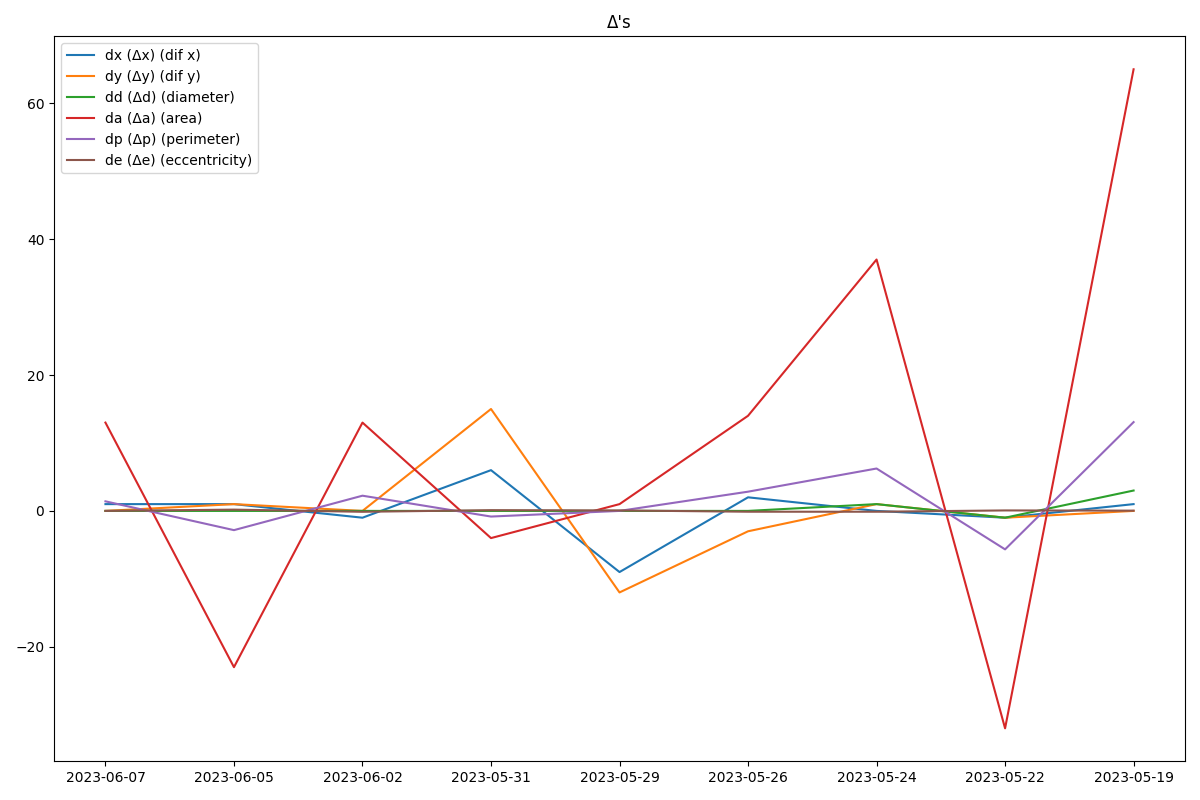 Δ's
dx (Δx) (dif x)
dy (Δy) (dif y)
dd (Δd) (diameter)
da (Δa) (area)
dp (Δp) (perimeter)
de (Δe) (eccentricity)
60
40
20
0
−20
2023-06-07 2023-06-05 2023-06-02 2023-05-31 2023-05-29 2023-05-26 2023-05-24 2023-05-22 2023-05-19